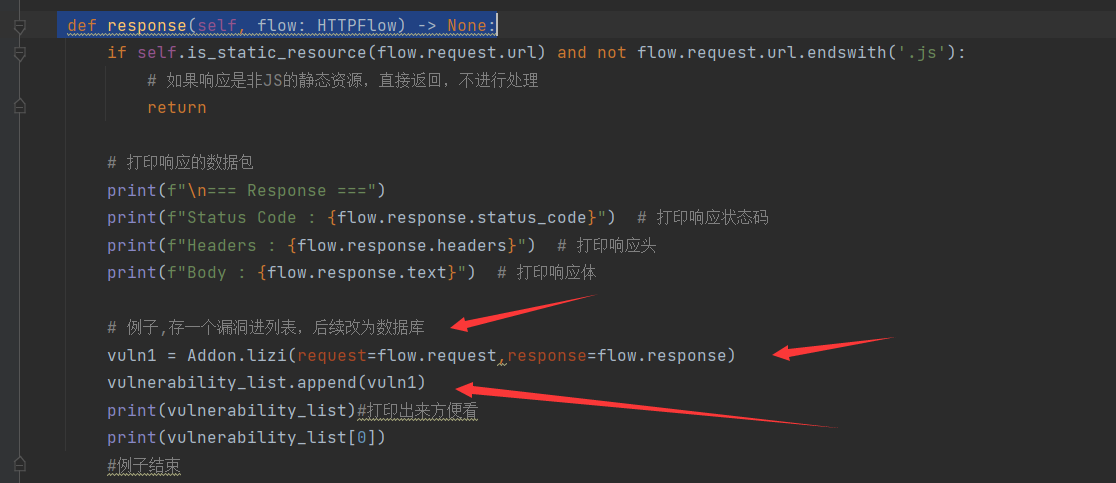 def response(self, flow: HTTPFlow) -> None:
if self.is_static_resource(flow.request.url) and not flow.request.url.endswith('.js'):
# 如果响应是非JS的静态资源，直接返回，不进行处理
return
# 打印响应的数据包
print(f"\n=== Response ===")
print(f"Status Code : {flow.response.status_code}")  # 打印响应状态码
print(f"Headers : {flow.response.headers}")  # 打印响应头
print(f"Body : {flow.response.text}")  # 打印响应体
# 例子,存一个漏洞进列表，后续改为数据库
vuln1 = Addon.lizi(request=flow.request,response=flow.response)
vulnerability_list.append(vuln1)
print(vulnerability_list)#打印出来方便看
print(vulnerability_list[0])
#例子结束